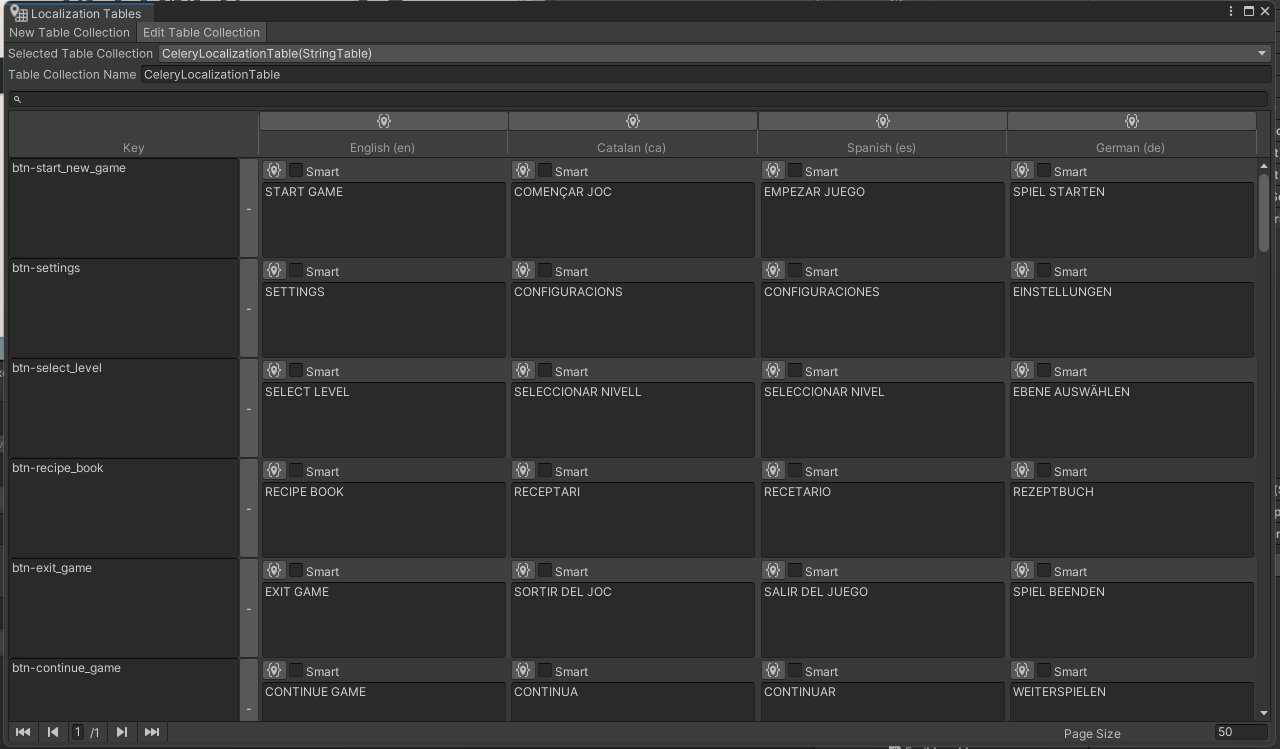 Localization Tables
New Table Collection Edit Table Collection
Selected Table Collection CeleryLocalizationTable(StringTable)
Table Collection Name CeleryLocalizationTable
Key English (en) Catalan (ca) Spanish (es) German (de)
btn-start_new_game Smart Smart Smart Smart
- START GAME COMENÇAR JOC EMPEZAR JUEGO SPIEL STARTEN
btn-settings Smart Smart Smart Smart
- SETTINGS CONFIGURACIONS CONFIGURACIONES EINSTELLUNGEN
btn-select_level Smart Smart Smart Smart
- SELECT LEVEL SELECCIONAR NIVELL SELECCIONAR NIVEL EBENE AUSWÄHLEN
btn-recipe_book Smart Smart Smart Smart
- RECIPE BOOK RECEPTARI RECETARIO REZEPTBUCH
btn-exit_game Smart Smart Smart Smart
- EXIT GAME SORTIR DEL JOC SALIR DEL JUEGO SPIEL BEENDEN
btn-continue_game Smart Smart Smart Smart
- CONTINUE GAME CONTINUA CONTINUAR WEITERSPIELEN
1 /1 Page Size 50